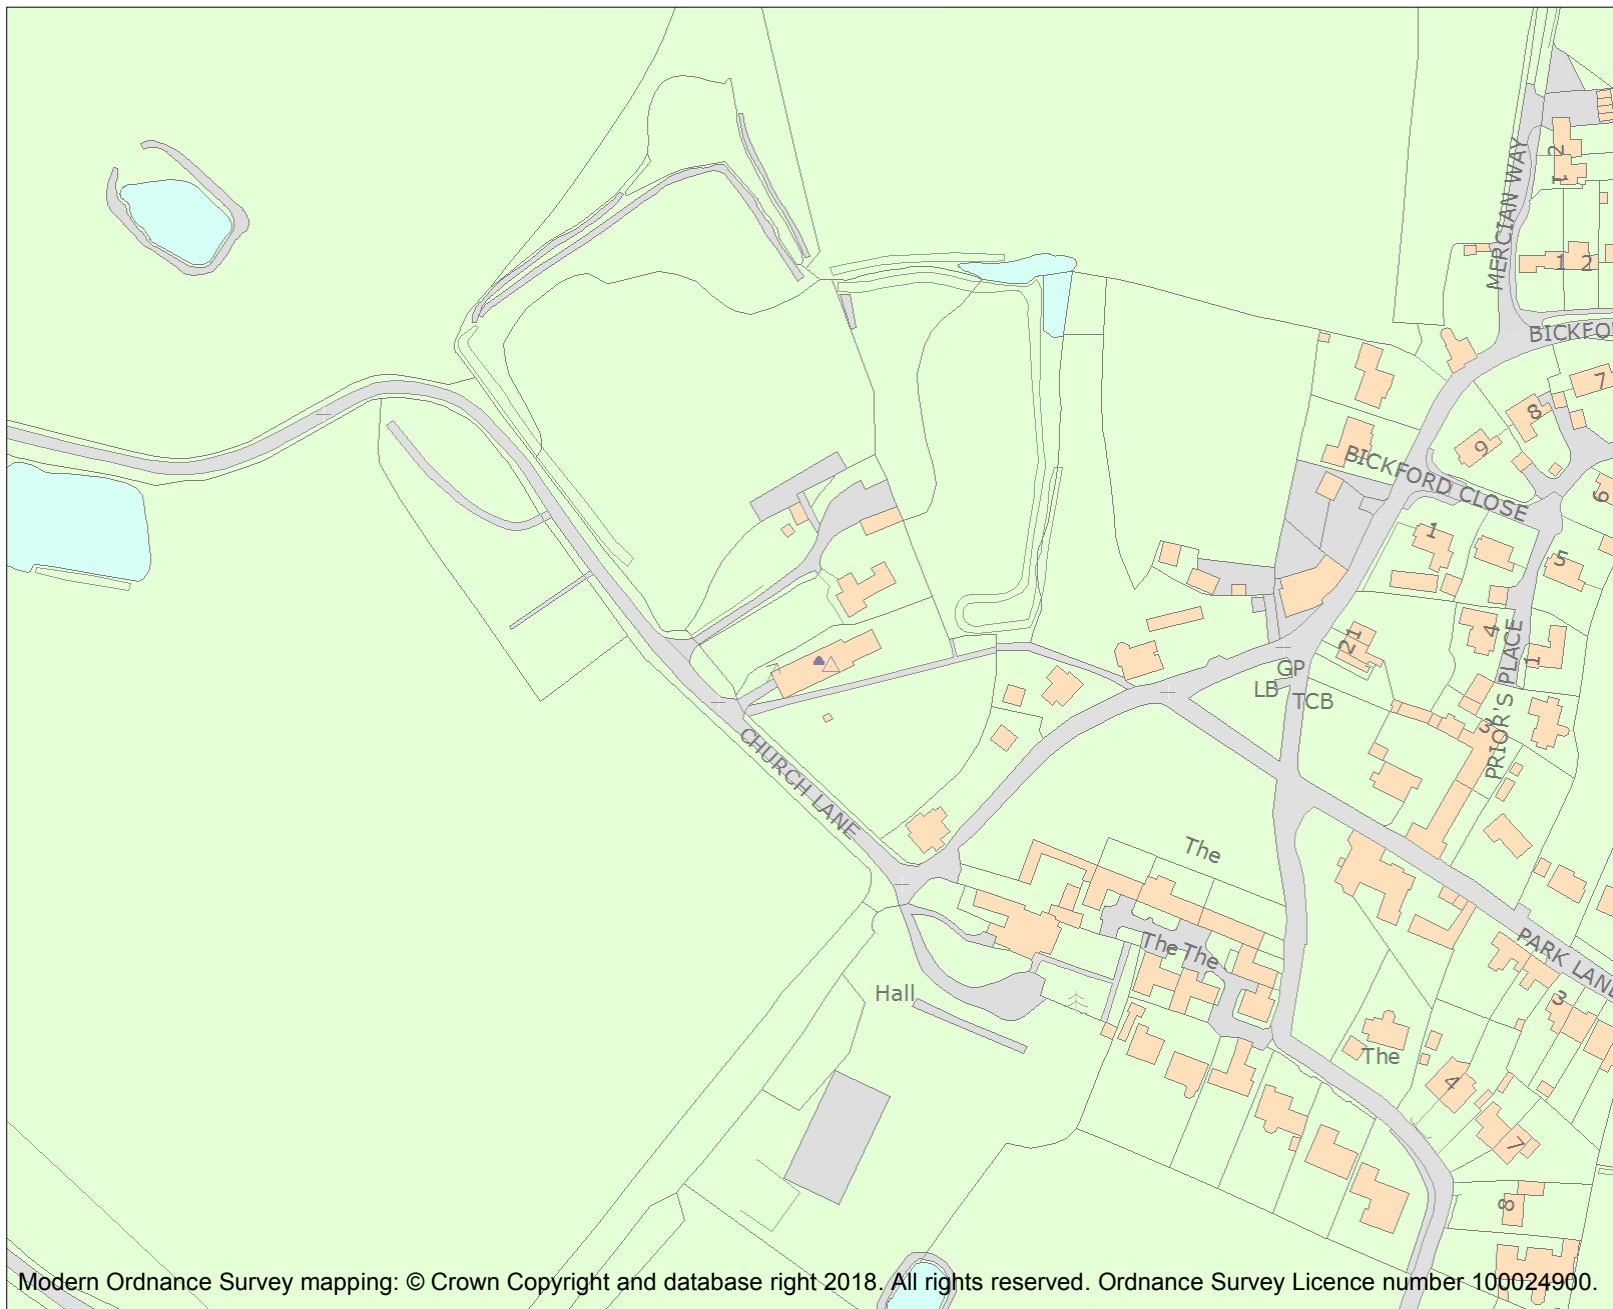 2
1
MERCIAN WAY
1 2
BICKFO
7
8
9
BICKFORD CLOSE
6
1
5
4
21
1
PRIOR'S PLACE
GP
LB
TCB
3
CHURCH LANE
The
The The
PARK LANE
Hall
3
The
4
7
8
Modern Ordnance Survey mapping: © Crown Copyright and database right 2018. All rights reserved. Ordnance Survey Licence number 100024900.